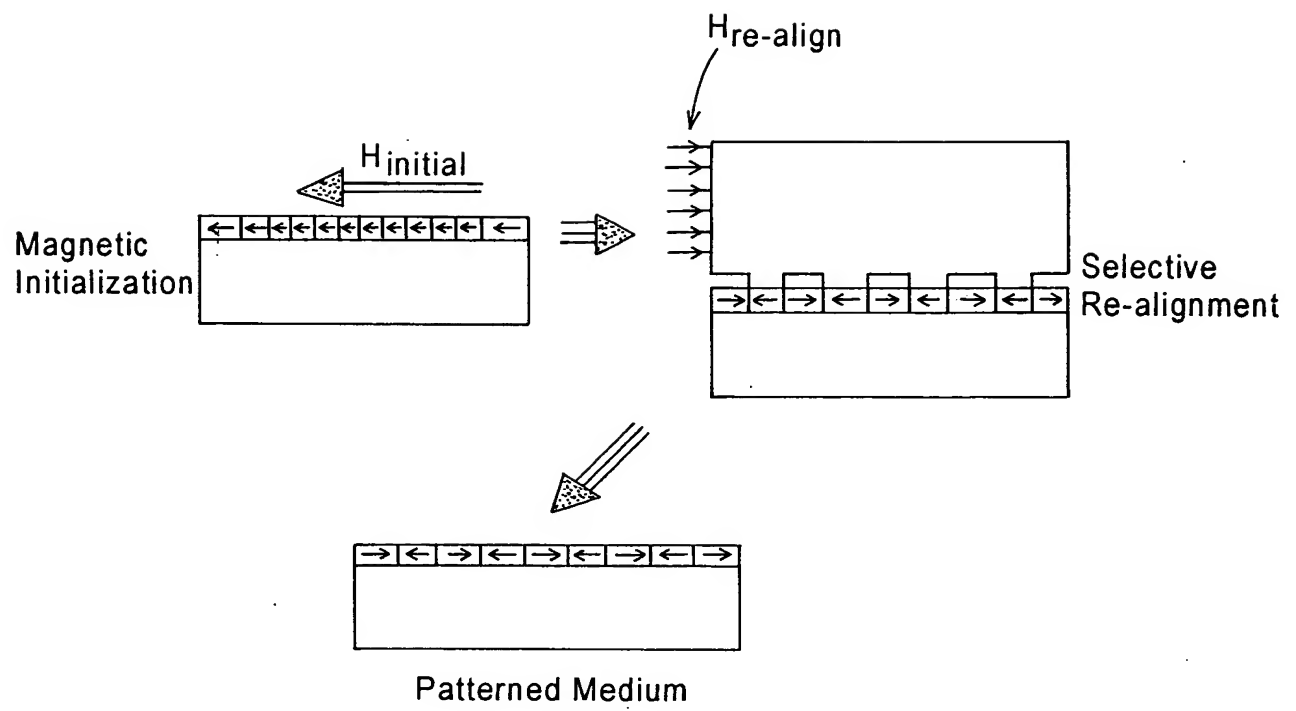 H re-align
H initial
Magnetic
Initialization
Selective
Re-alignment
Patterned Medium